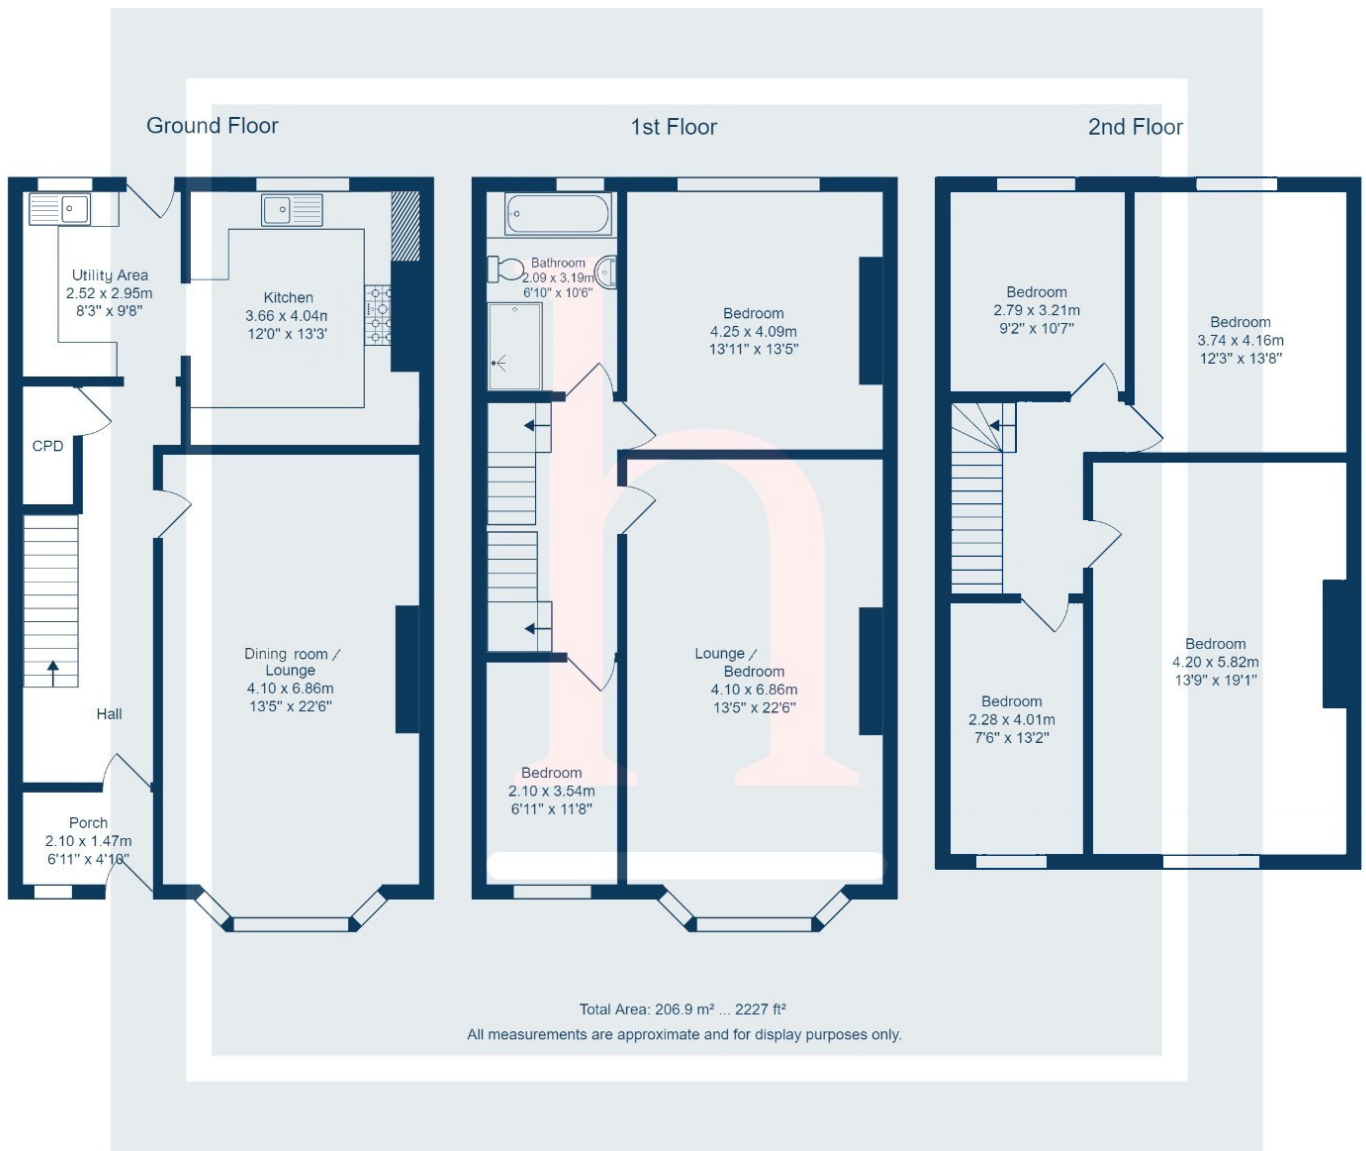 Ground Floor
1st Floor
2nd Floor
Utility Area
2.52 x 2.95m
8'3" x 9'8"
Kitchen
3.66 x 4.04m
12'0" x 13'3'
CPD
Dining room /
Lounge
4.10 x 6.86m
13'5" x 22'6"
Hall
Porch
2.10 x 1.47m
6'11" x 4'10"
Bathroom
2.09 x 3.19m
6'10" x 10'6"
Bedroom
4.25 x 4.09m
13'11" x 13'5"
Lounge /
Bedroom
4.10 x 6.86m
13'5" x 22'6"
Bedroom
2.10 x 3.54m
6'11" x 11'8"
Bedroom
2.79 x 3.21m
9'2" x 10'7"
Bedroom
3.74 x 4.16m
12'3" x 13'8"
Bedroom
4.20 x 5.82m
13'9" x 19'1"
Bedroom
2.28 x 4.01m
7'6" x 13'2"
h
Total Area: 206.9 m² ... 2227 ft²
All measurements are approximate and for display purposes only.